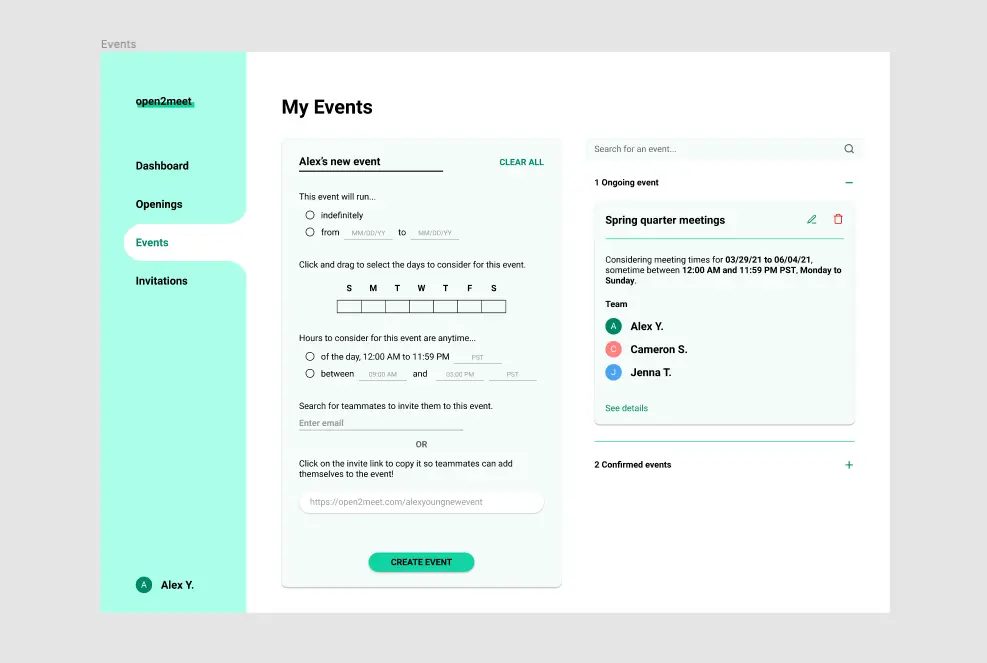 Events
open2meet
Dashboard
Openings
Events
Invitations
A Alex Y.
My Events
Alex's new event
CLEAR ALL
This event will run...
indefinitely
from MM/DD/YY to MM/DD/YY
Click and drag to select the days to consider for this event.
S M T W T F S
Hours to consider for this event are anytime...
of the day, 12:00 AM to 11:59 PM PST
between 09:00 AM and 05:00 PM PST
Search for teammates to invite them to this event.
Enter email
OR
Click on the invite link to copy it so teammates can add
themselves to the event!
https://open2meet.com/alexyoungnewevent
CREATE EVENT
Search for an event...
1 Ongoing event
Spring quarter meetings
Considering meeting times for 03/29/21 to 06/04/21,
sometime between 12:00 AM and 11:59 PM PST, Monday to
Sunday.
Team
A Alex Y.
C Cameron S.
J Jenna T.
See details
2 Confirmed events